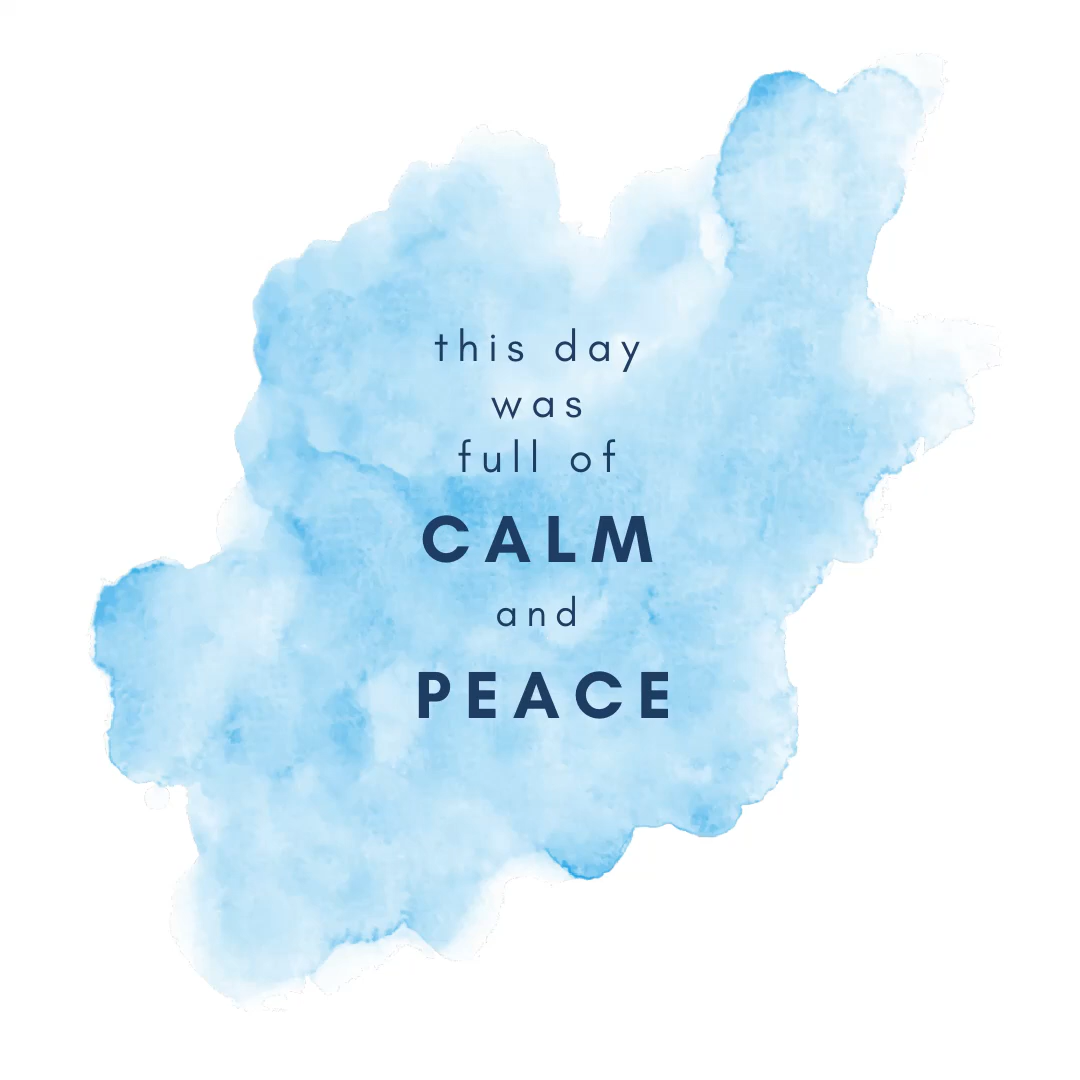 this day
was
full of
CALM
and
PEACE